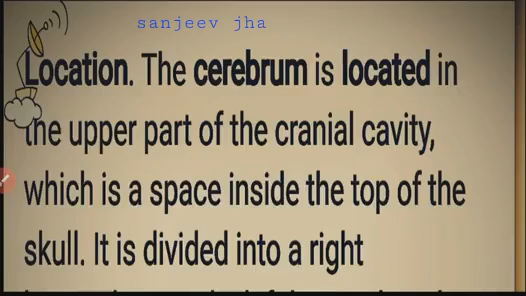 sanjeev jha
Location. The cerebrum is located in
the upper part of the cranial cavity,
which is a space inside the top of the
skull. It is divided into a right